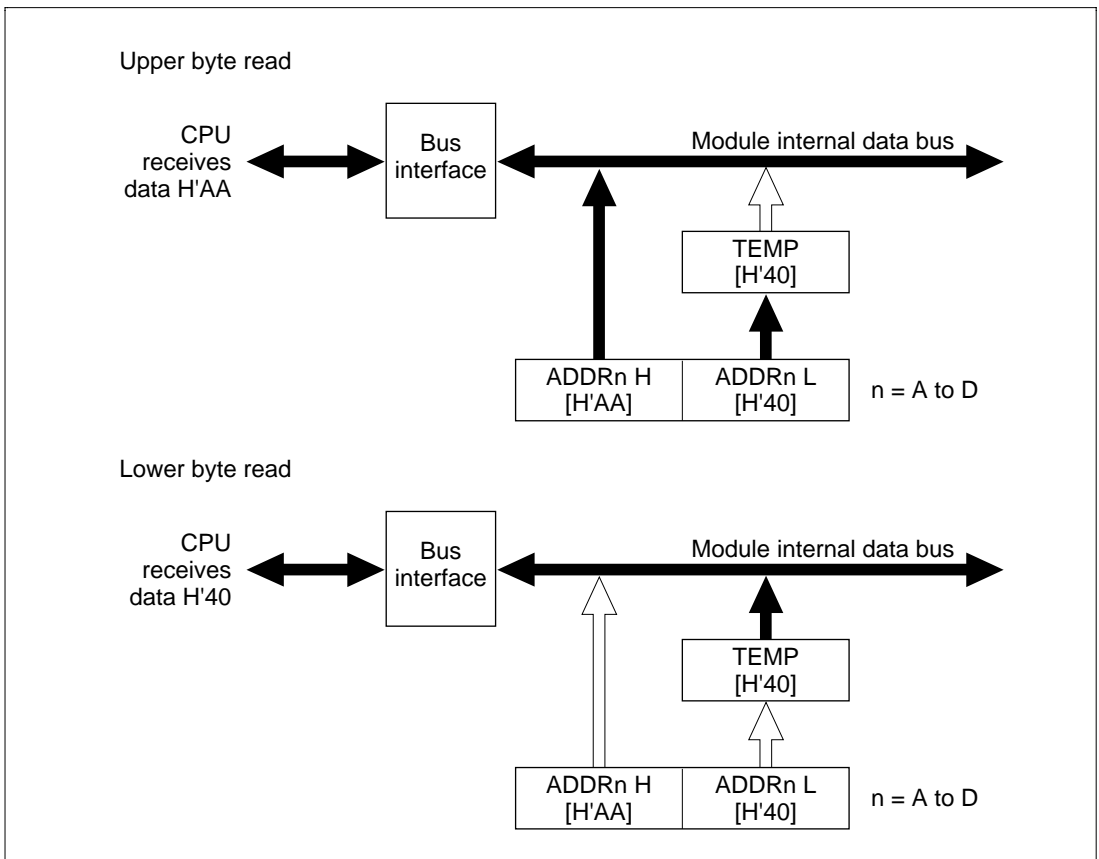 Upper byte read
CPU
receives
data H'AA
Bus
interface
Module internal data bus
TEMP
[H'40]
ADDRn H
[H'AA]
ADDRn L
[H'40]
n = A to D
Lower byte read
CPU
receives
data H'40
Bus
interface
Module internal data bus
TEMP
[H'40]
ADDRn H
[H'AA]
ADDRn L
[H'40]
n = A to D